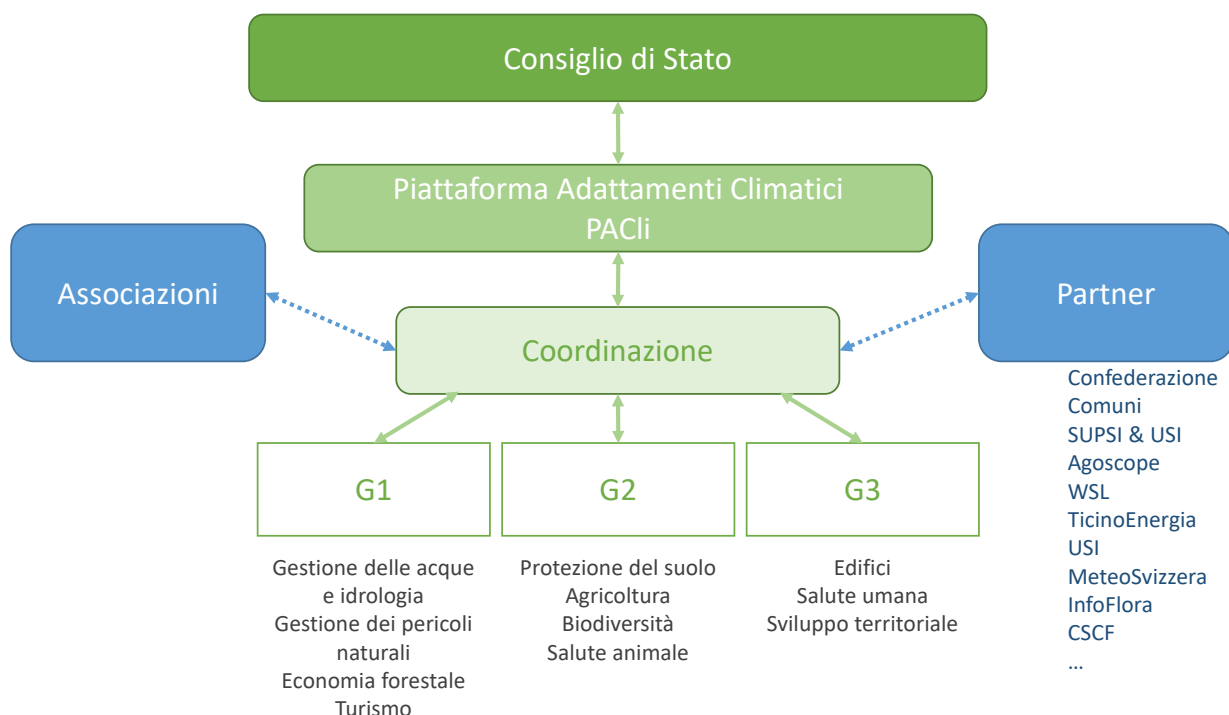 Consiglio di Stato
Piattaforma Adattamenti Climatici
PACli
Associazioni
Partner
Coordinazione
Confederazione
Comuni
SUPSI & USI
Agoscope
WSL
TicinoEnergia
USI
MeteoSvizzera
InfoFlora
CSCF
...
G1
G2
G3
Gestione delle acque
e idrologia
Gestione dei pericoli
naturali
Economia forestale
Turismo
Protezione del suolo
Agricoltura
Biodiversità
Salute animale
Edifici
Salute umana
Sviluppo territoriale